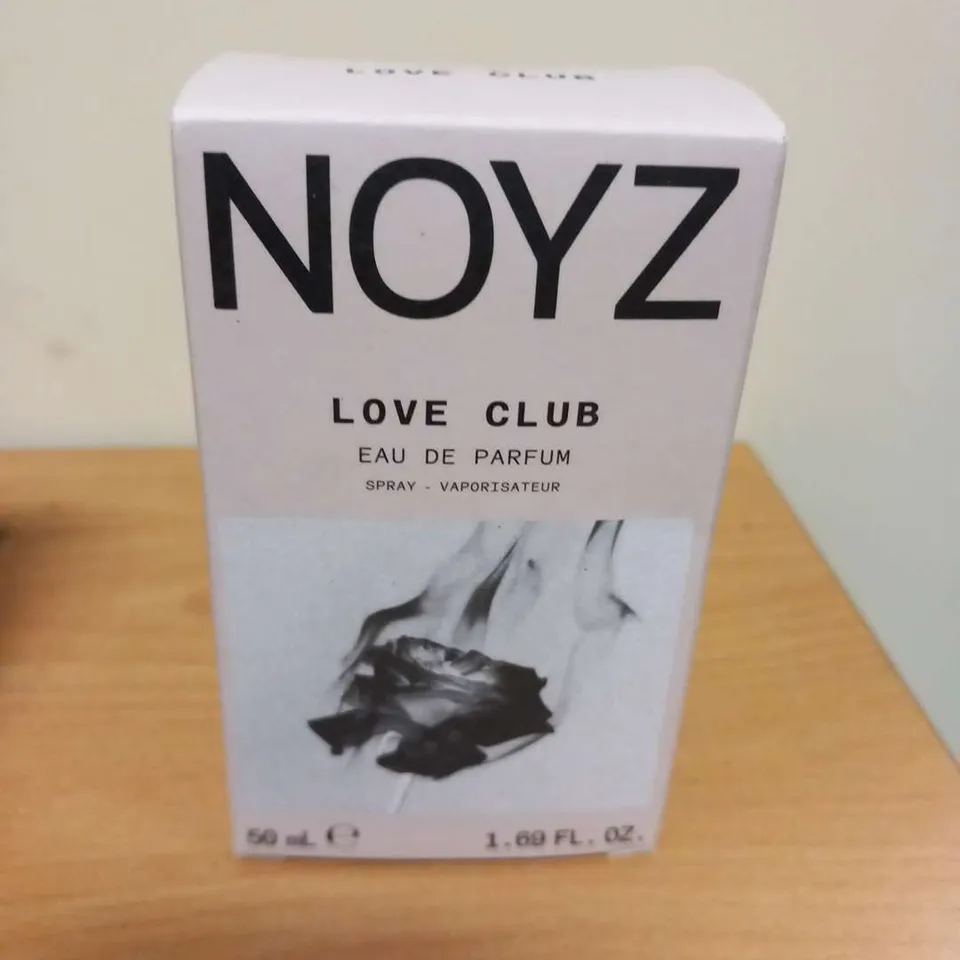 LOVE CLUB
NOYZ
LOVE CLUB
EAU DE PARFUM
SPRAY - VAPORISATEUR
50 mL ℮ 1.69 FL. OZ.